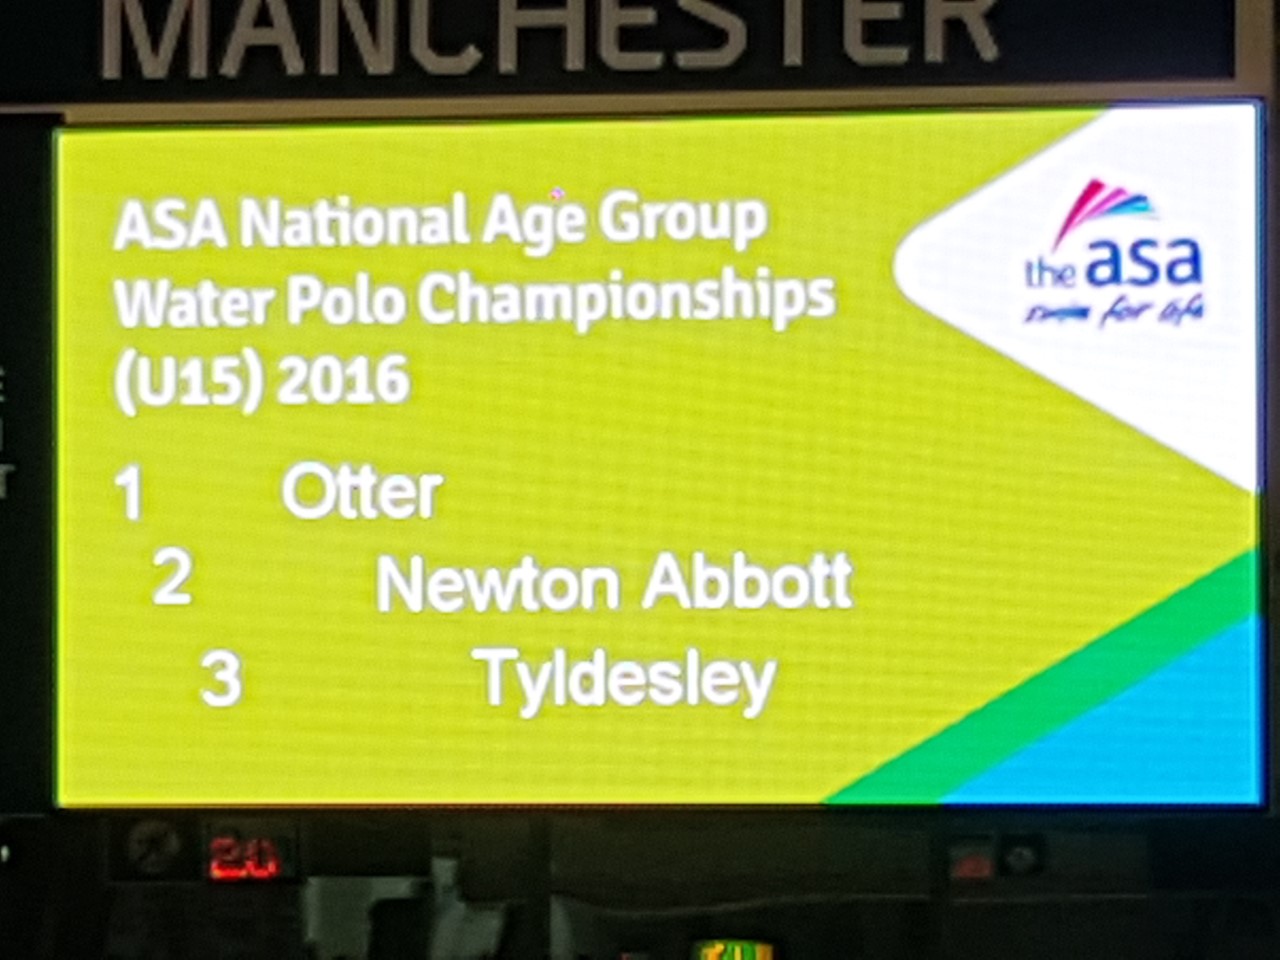 MANCHESTER
ASA National Age Group
Water Polo Championships
(U15) 2016
the asa
swim for life
1 Otter
2 Newton Abbott
3 Tyldesley